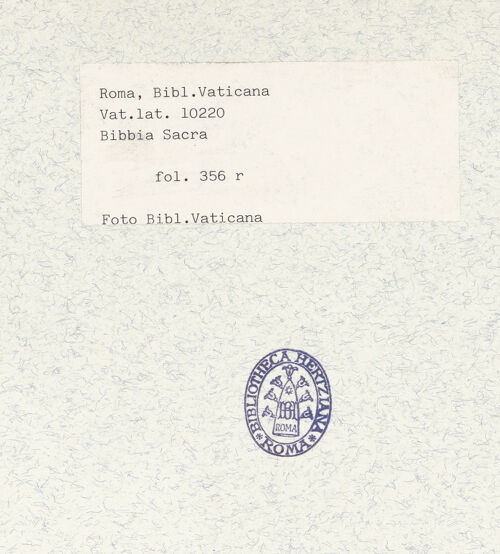 Roma, Bibl.Vaticana
Vat.lat. 10220
Bibbia Sacra
fol. 356 r
Foto Bibl.Vaticana
BIBLIOTHECA HERTZIANA
ROMA
* ROMA *